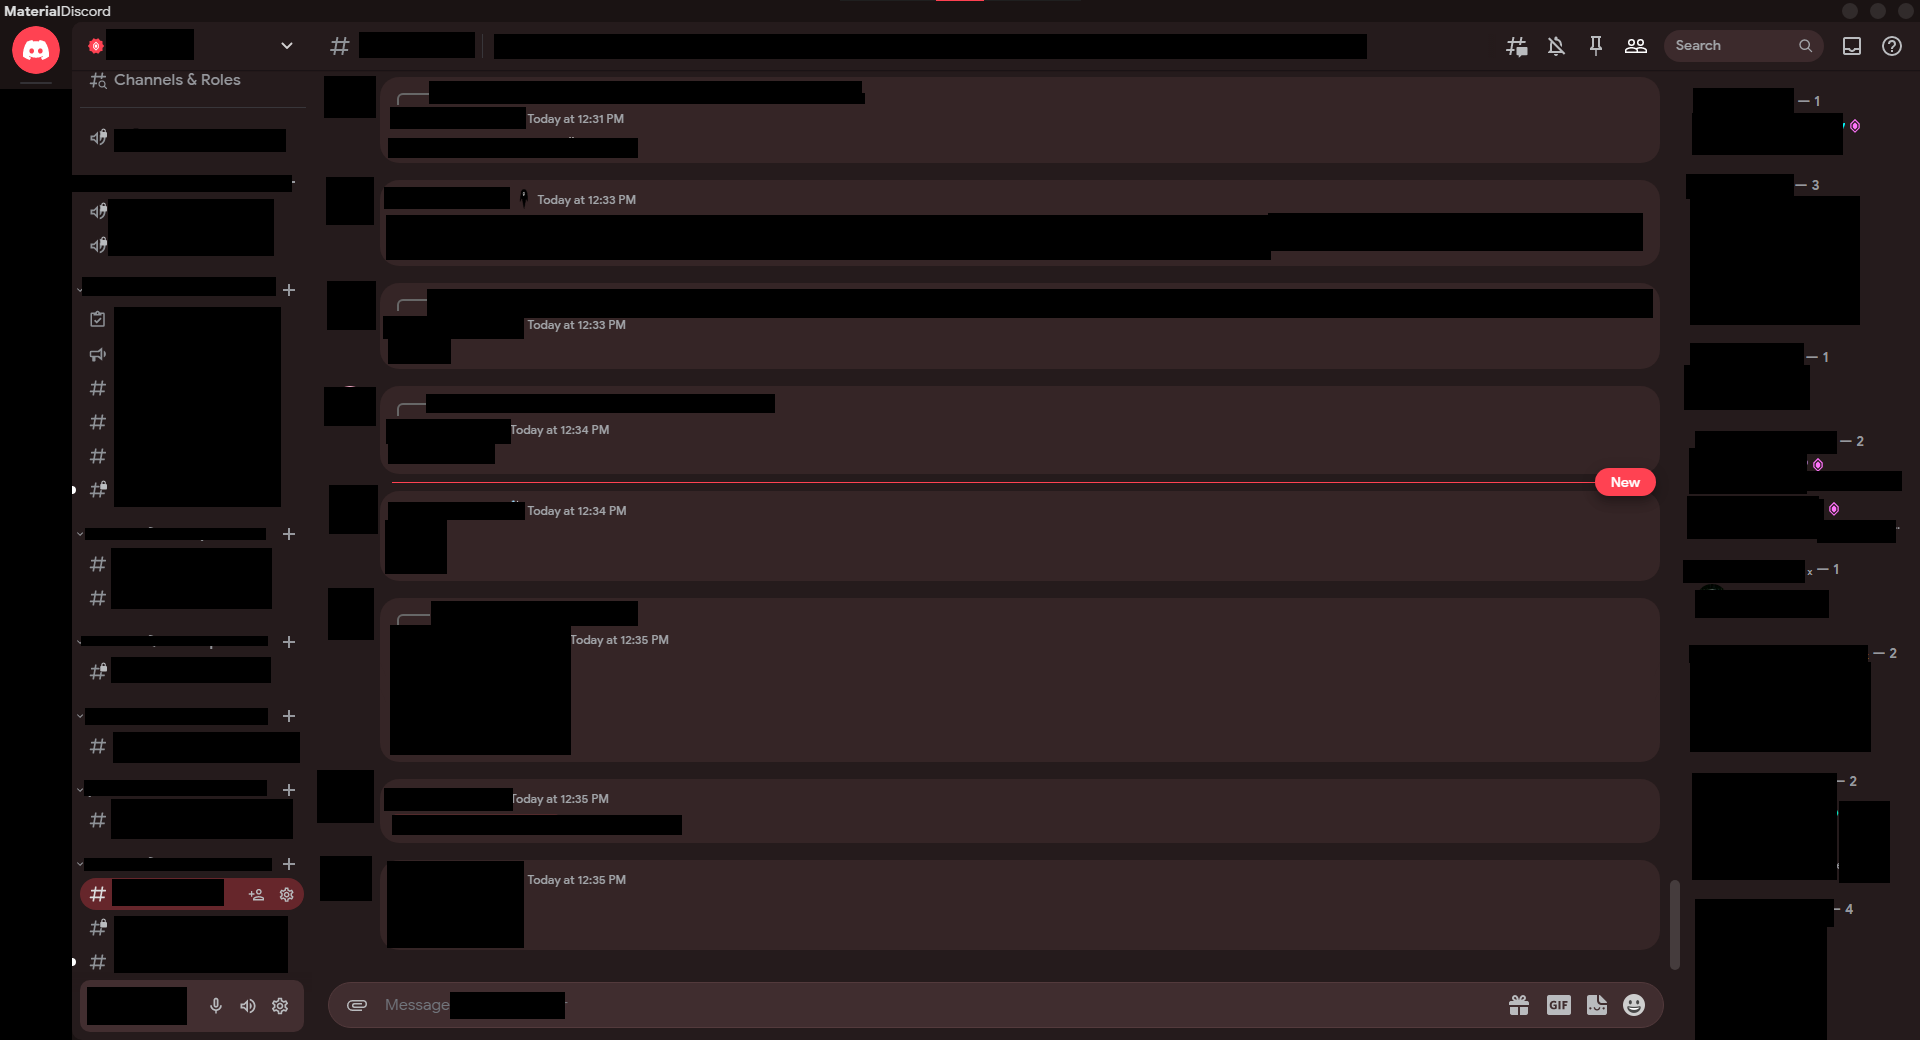 MaterialDiscord
Search
Channels & Roles
Today at 12:31 PM
Today at 12:33 PM
Today at 12:33 PM
Today at 12:34 PM
New
Today at 12:34 PM
Today at 12:35 PM
Today at 12:35 PM
Today at 12:35 PM
Message
GIF
— 1
— 3
— 1
— 2
— 1
— 2
— 2
— 4